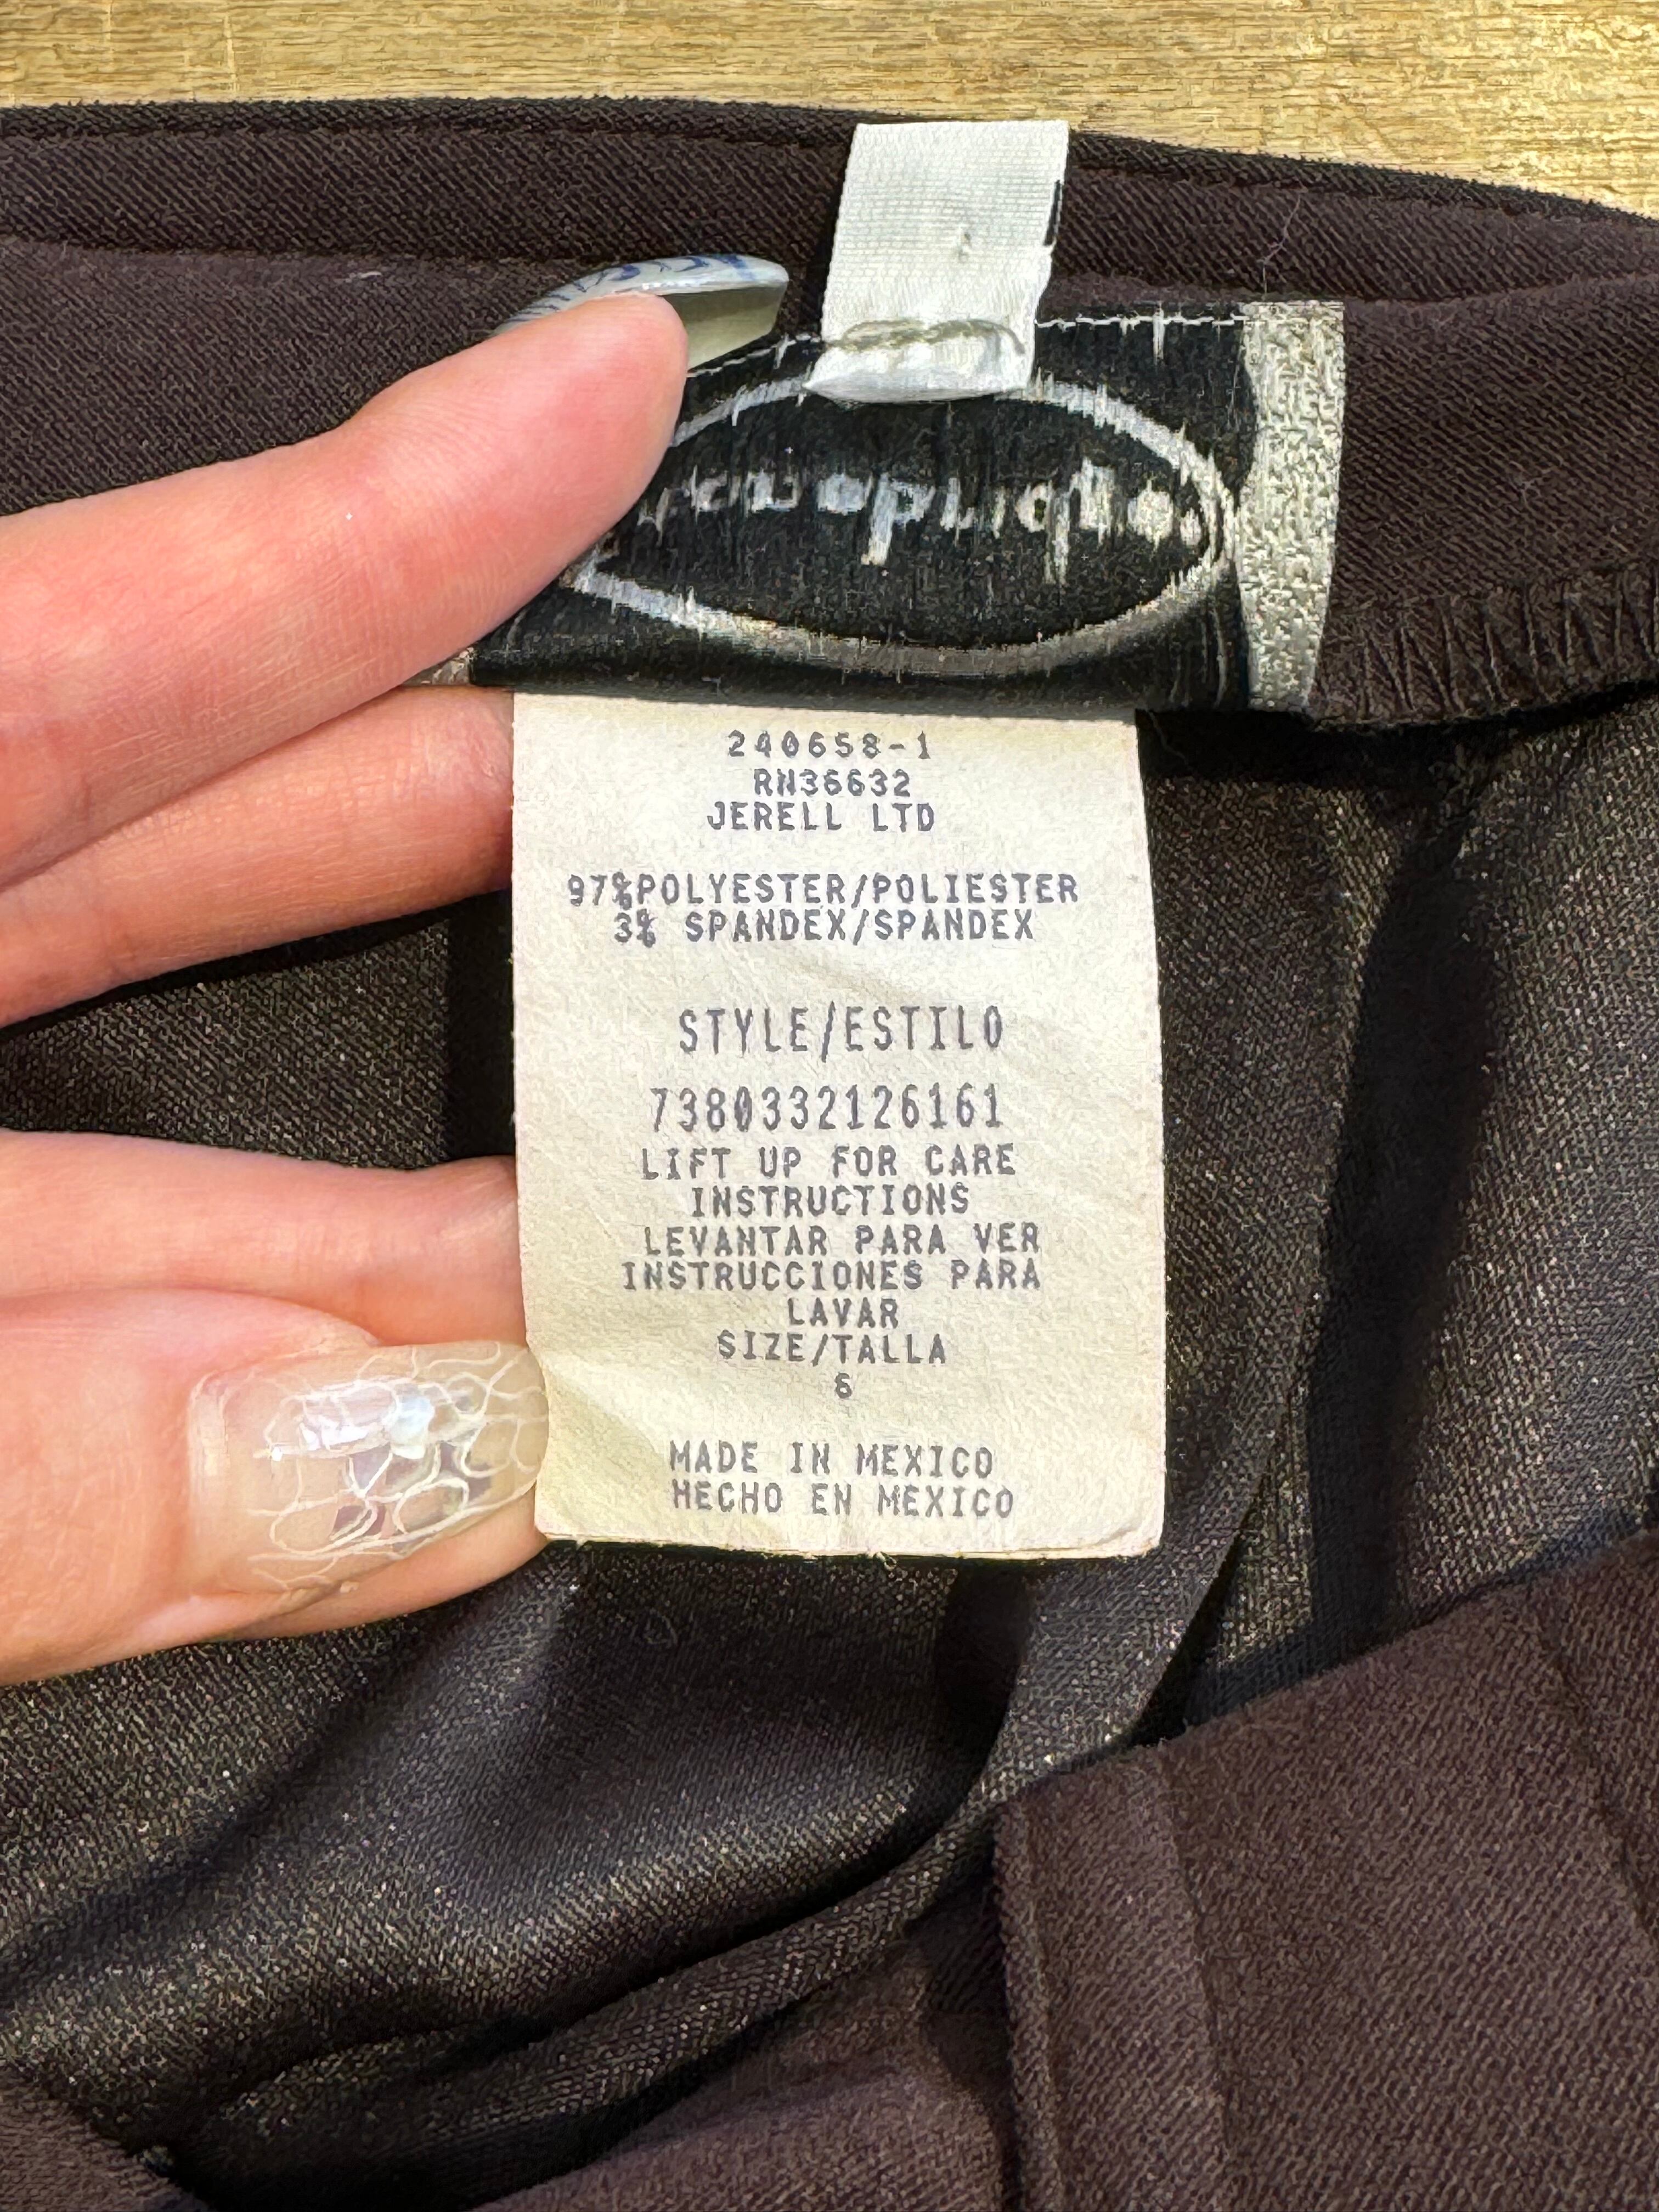 240658-1
RN36632
JERELL LTD
97%POLYESTER/POLIESTER
3% SPANDEX/SPANDEX
STYLE/ESTILO
7380332126161
LIFT UP FOR CARE
INSTRUCTIONS
LEVANTAR PARA VER
INSTRUCCIONES PARA
LAVAR
SIZE/TALLA
6
MADE IN MEXICO
HECHO EN MEXICO